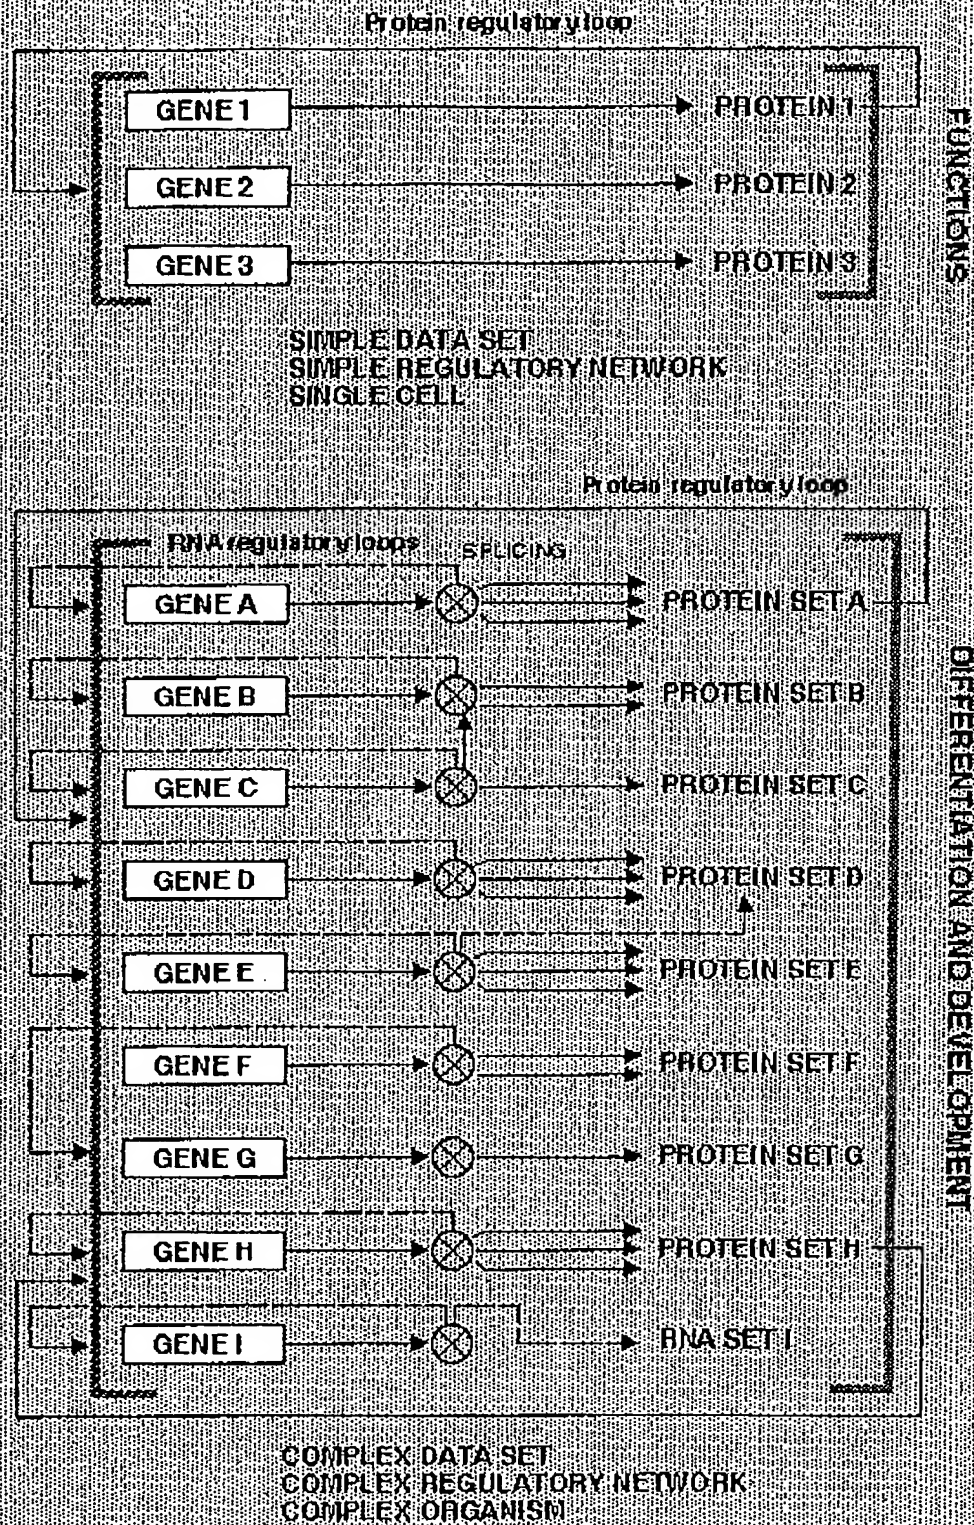 Protein regulatory loop
GENE 1
PROTEIN 1
GENE 2
PROTEIN 2
GENE 3
PROTEIN 3
FUNCTIONS
SIMPLE DATA SET
SIMPLE REGULATORY NETWORK
SINGLE CELL
Protein regulatory loop
RNA regulatory loops
SPLICING
GENE A
PROTEIN SET A
GENE B
PROTEIN SET B
GENE C
PROTEIN SET C
GENE D
PROTEIN SET D
GENE E
PROTEIN SET E
GENE F
PROTEIN SET F
GENE G
PROTEIN SET G
GENE H
PROTEIN SET H
GENE I
RNA SET I
DIFFERENTIATION AND DEVELOPMENT
COMPLEX DATA SET
COMPLEX REGULATORY NETWORK
COMPLEX ORGANISM